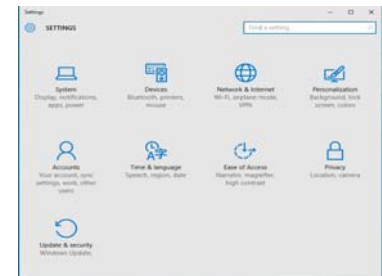 Settings
SETTINGS
Find a setting
System
Display, notifications,
apps, power
Devices
Bluetooth, printers,
mouse
Network & Internet
Wi-Fi, airplane mode,
VPN
Personalization
Background, lock
screen, colors
Accounts
Your account, sync
settings, work, other
users
Time & language
Speech, region, date
Ease of Access
Narrator, magnifier,
high contrast
Privacy
Location, camera
Update & security
Windows Update,